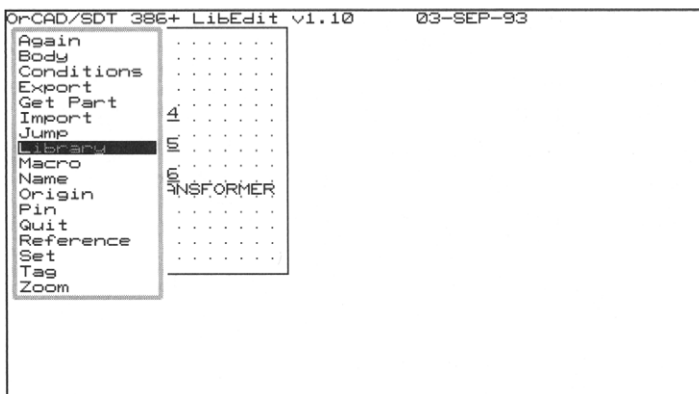 OrCAD/SDT 386+ LibEdit v1.10 03-SEP-93
Again
Body
Conditions
Export
Get Part
Import
Jump
Library
Macro
Name
Origin
Pin
Quit
Reference
Set
Tag
Zoom
4
5
6
ANSFORMER